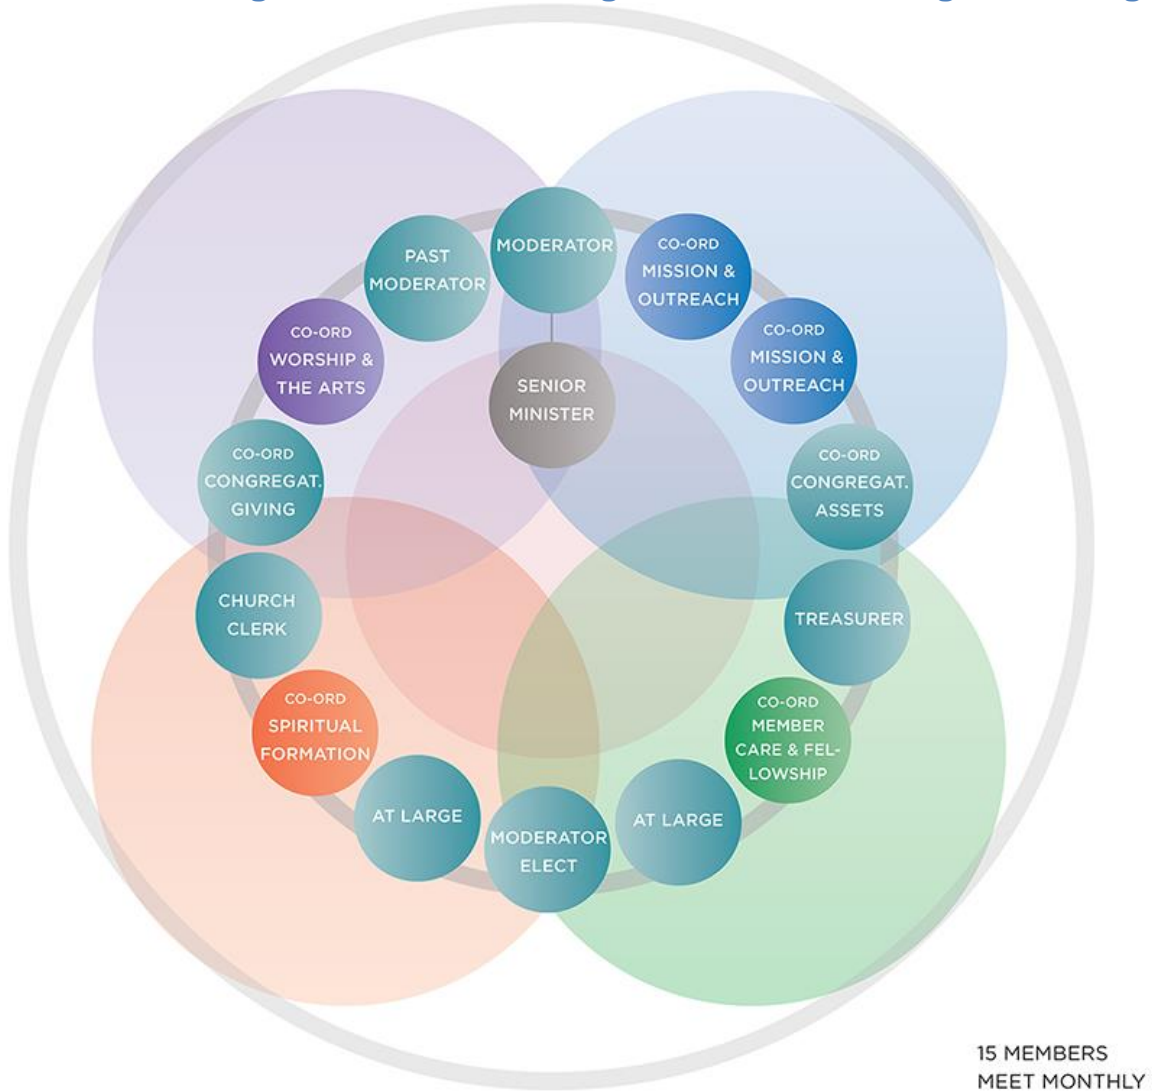 MODERATOR
PAST
MODERATOR
CO-ORD
MISSION &
OUTREACH
CO-ORD
MISSION &
OUTREACH
CO-ORD
WORSHIP &
THE ARTS
SENIOR
MINISTER
CO-ORD
CONGREGAT.
GIVING
CO-ORD
CONGREGAT.
ASSETS
CHURCH
CLERK
TREASURER
CO-ORD
SPIRITUAL
FORMATION
CO-ORD
MEMBER
CARE & FEL-
LOWSHIP
AT LARGE
MODERATOR
ELECT
AT LARGE
15 MEMBERS
MEET MONTHLY